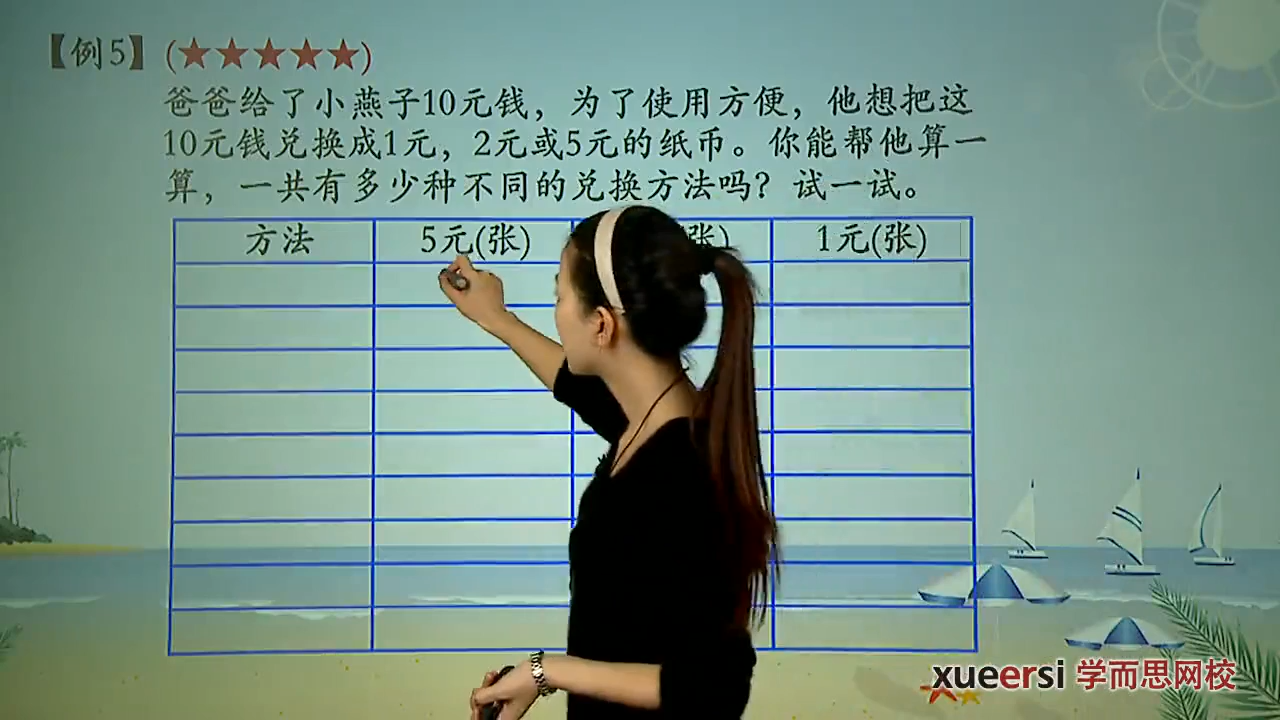 【例5】(★★★★★)
爸爸给了小燕子10元钱，为了使用方便，他想把这
10元钱兑换成1元，2元或5元的纸币。你能帮他算一
算，一共有多少种不同的兑换方法吗？试一试。
方法 5元(张) 张) 1元(张)
xueersi 学而思网校